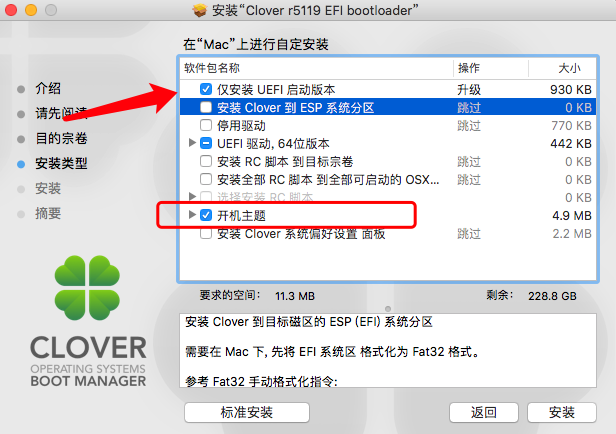 安装“Clover r5119 EFI bootloader”
在“Mac”上进行自定安装
介绍
请先阅读
目的宗卷
安装类型
安装
摘要
软件包名称 操作 大小
仅安装 UEFI 启动版本 升级 930 KB
安装 Clover 到 ESP 系统分区 跳过 0 KB
停用驱动 跳过 770 KB
UEFI 驱动, 64位版本 442 KB
安装 RC 脚本 到目标宗卷 跳过 0 KB
安装全部 RC 脚本 到全部可启动的 OSX... 跳过 0 KB
选择安装 RC 脚本 跳过 0 KB
开机主题 4.9 MB
安装 Clover 系统偏好设置 面板 跳过 2.2 MB
要求的空间: 11.3 MB 剩余: 228.8 GB
安装 Clover 到目标磁区的 ESP (EFI) 系统分区
需要在 Mac 下, 先将 EFI 系统区 格式化为 Fat32 格式。
参考 Fat32 手动格式化指令:
CLOVER
OPERATING SYSTEMS
BOOT MANAGER
标准安装 返回 安装